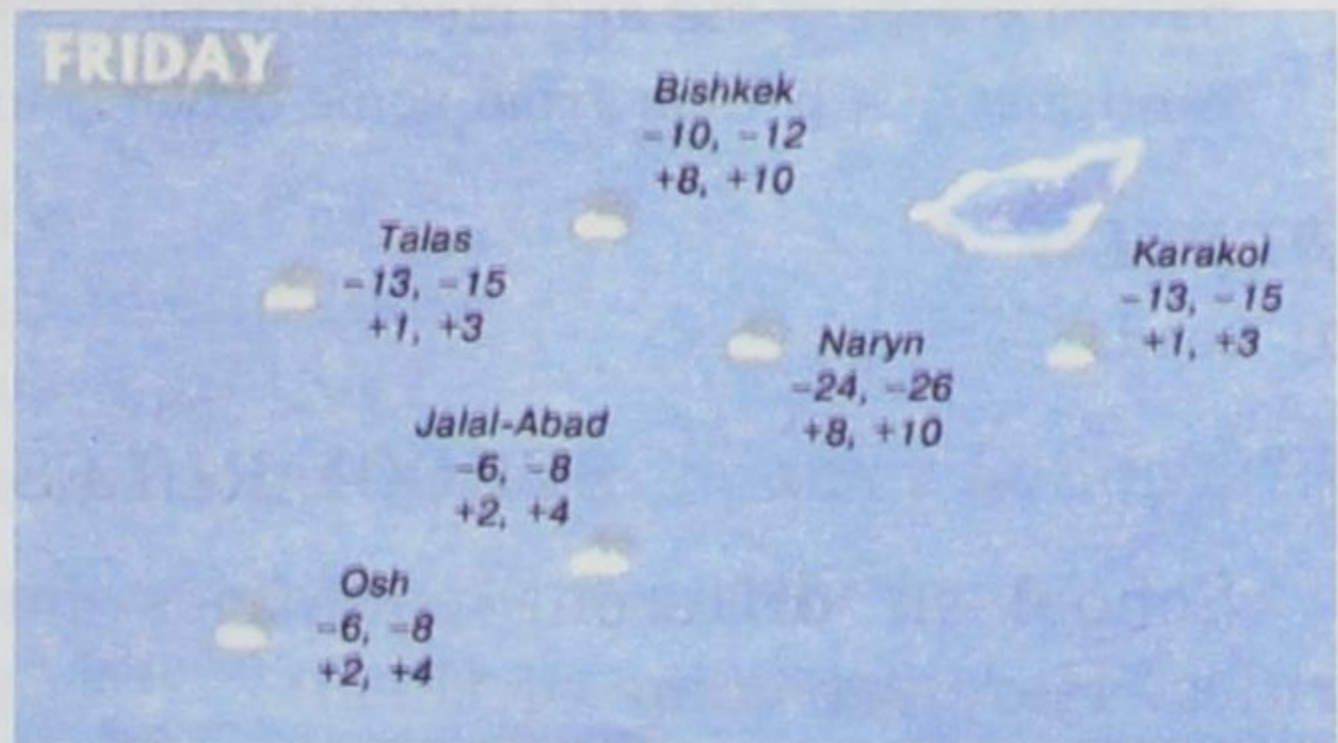 FRIDAY
Bishkek
-10, -12
+8, +10
Talas
-13, -15
+1, +3
Karakol
-13, -15
+1, +3
Naryn
-24, -26
+8, +10
Jalal-Abad
-6, -8
+2, +4
Osh
-6, -8
+2, +4